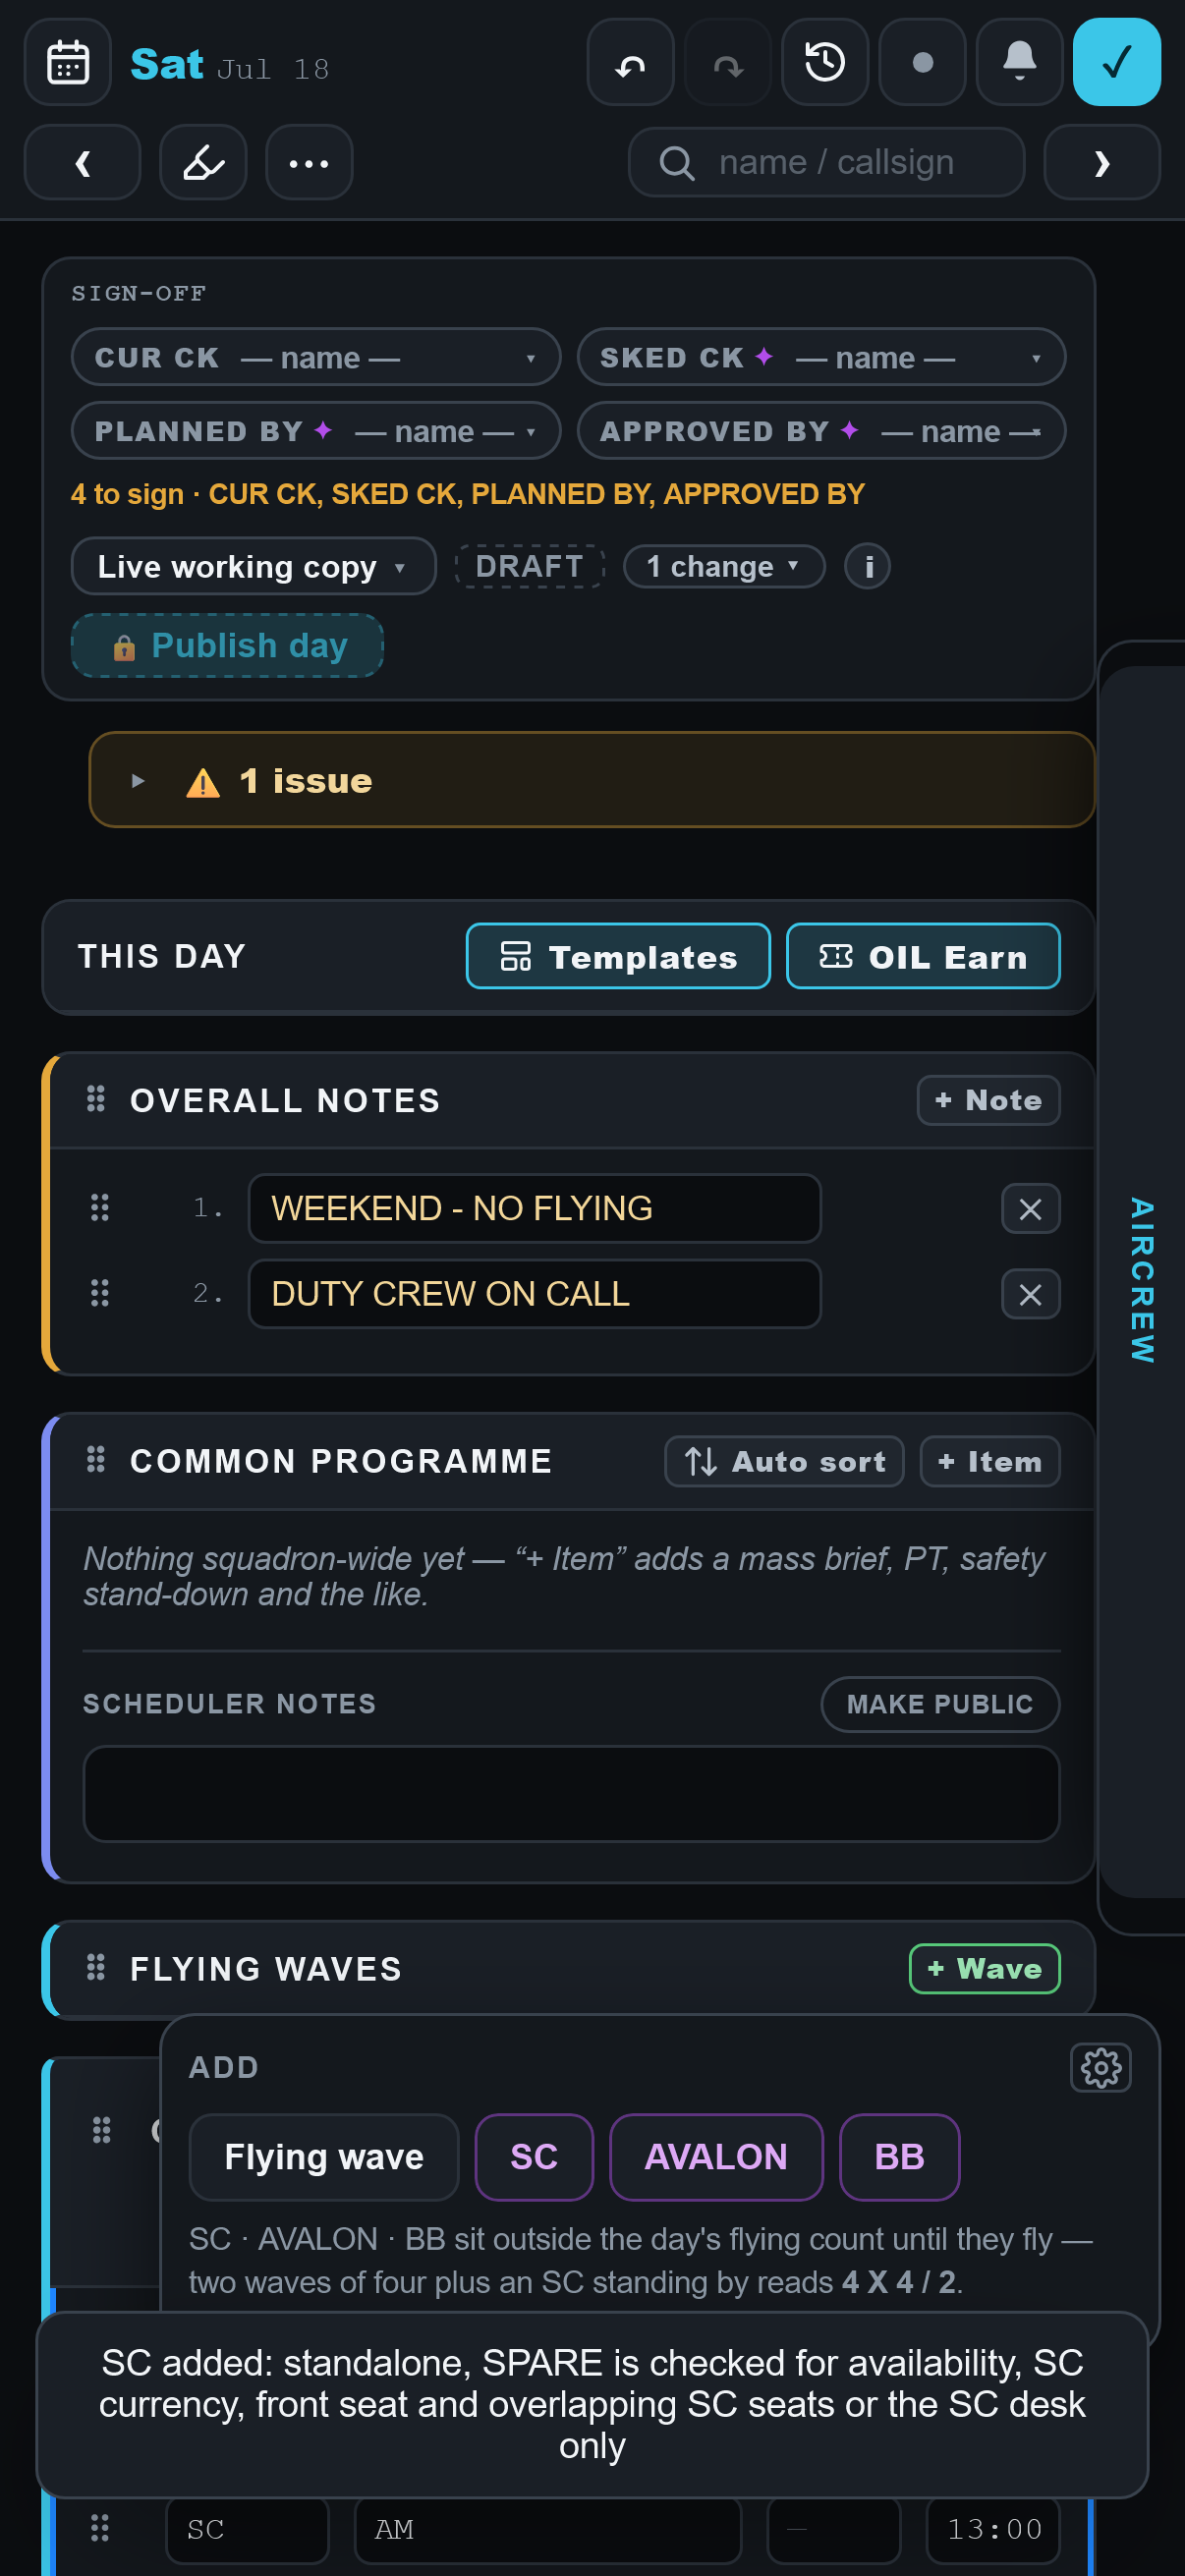 Sat Jul 18
name / callsign
SIGN-OFF
CUR CK — name —
SKED CK ✦ — name —
PLANNED BY ✦ — name —
APPROVED BY ✦ — name —
4 to sign · CUR CK, SKED CK, PLANNED BY, APPROVED BY
Live working copy
DRAFT
1 change
i
Publish day
1 issue
THIS DAY
Templates
OIL Earn
AIRCREW
OVERALL NOTES
+ Note
1. WEEKEND - NO FLYING
2. DUTY CREW ON CALL
COMMON PROGRAMME
Auto sort
+ Item
Nothing squadron-wide yet — “+ Item” adds a mass brief, PT, safety
stand-down and the like.
SCHEDULER NOTES
MAKE PUBLIC
FLYING WAVES
+ Wave
ADD
Flying wave
SC
AVALON
BB
SC · AVALON · BB sit outside the day's flying count until they fly —
two waves of four plus an SC standing by reads 4 X 4 / 2.
SC added: standalone, SPARE is checked for availability, SC
currency, front seat and overlapping SC seats or the SC desk
only
SC AM — 13:00